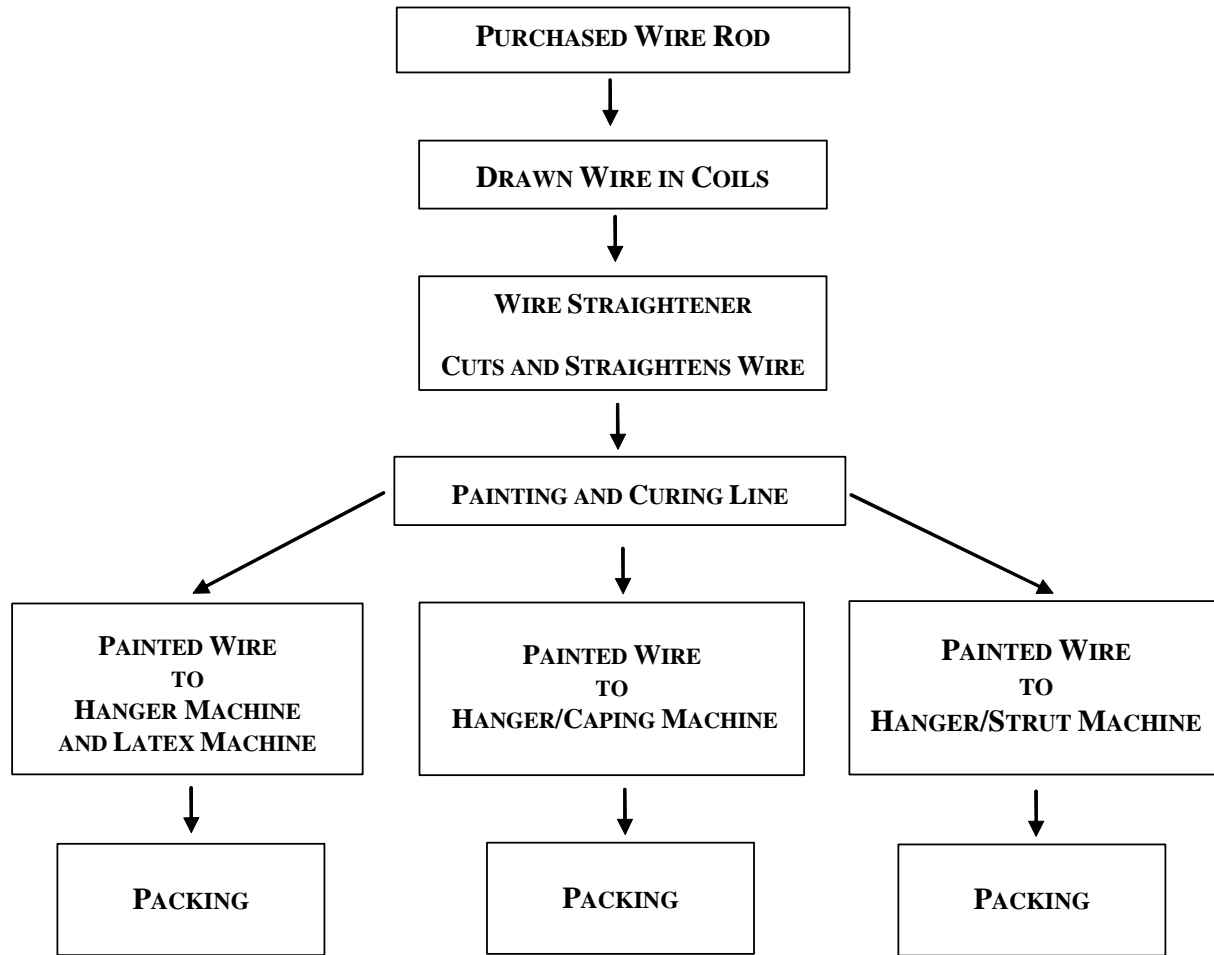 PURCHASED WIRE ROD
DRAWN WIRE IN COILS
WIRE STRAIGHTENER
CUTS AND STRAIGHTENS WIRE
PAINTING AND CURING LINE
PAINTED WIRE
TO
HANGER MACHINE
AND LATEX MACHINE
PAINTED WIRE
TO
HANGER/CAPING MACHINE
PAINTED WIRE
TO
HANGER/STRUT MACHINE
PACKING
PACKING
PACKING